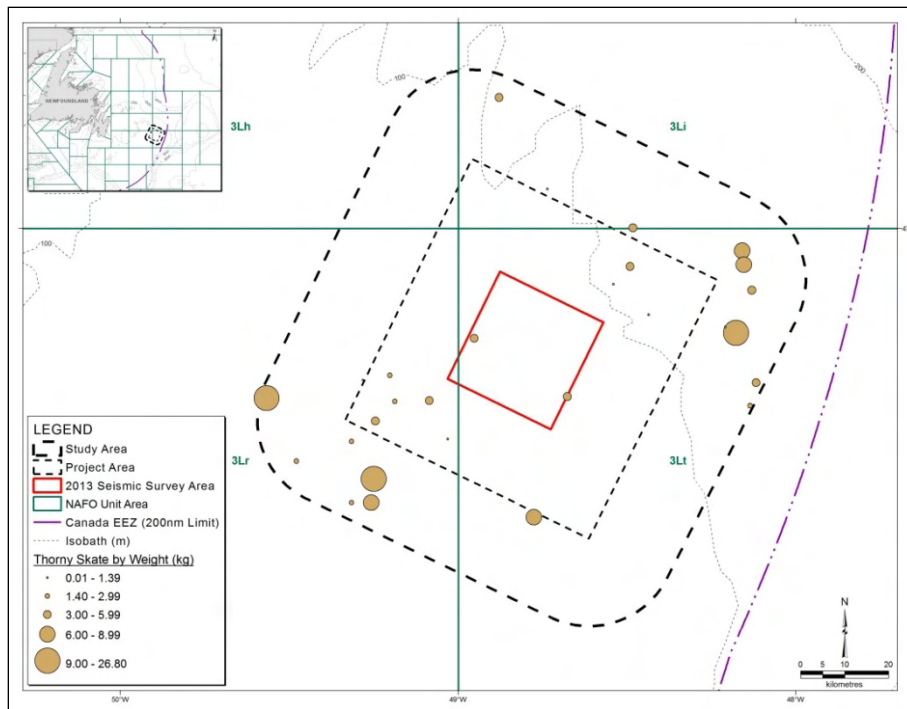 NEWFOUNDLAND
3Lh
3Li
100
200
100
3Lr
3Lt
LEGEND
Study Area
Project Area
2013 Seismic Survey Area
NAFO Unit Area
Canada EEZ (200nm Limit)
Isobath (m)
Thorny Skate by Weight (kg)
0.01 - 1.39
1.40 - 2.99
3.00 - 5.99
6.00 - 8.99
9.00 - 26.80
N
0 5 10 20
kilometres
50°W
49°W
48°W